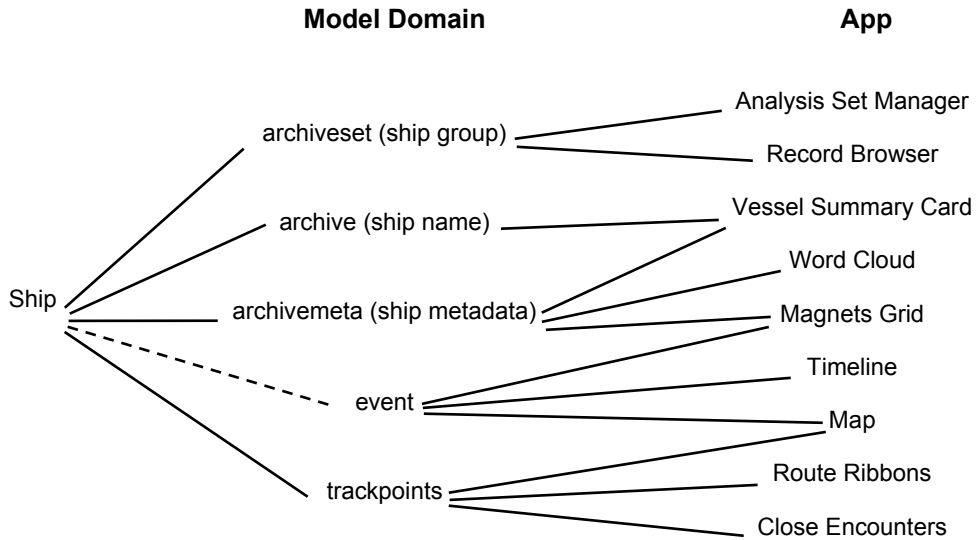 Model Domain
App
Analysis Set Manager
archiveset (ship group)
Record Browser
Vessel Summary Card
archive (ship name)
Word Cloud
Ship
archivemeta (ship metadata)
Magnets Grid
Timeline
event
Map
Route Ribbons
trackpoints
Close Encounters